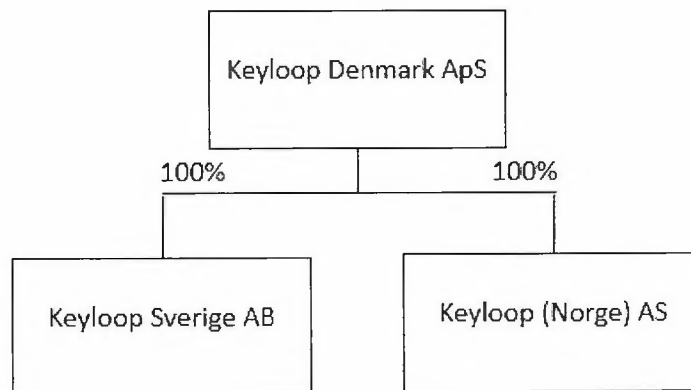 Keyloop Denmark ApS
100%
100%
Keyloop Sverige AB
Keyloop (Norge) AS